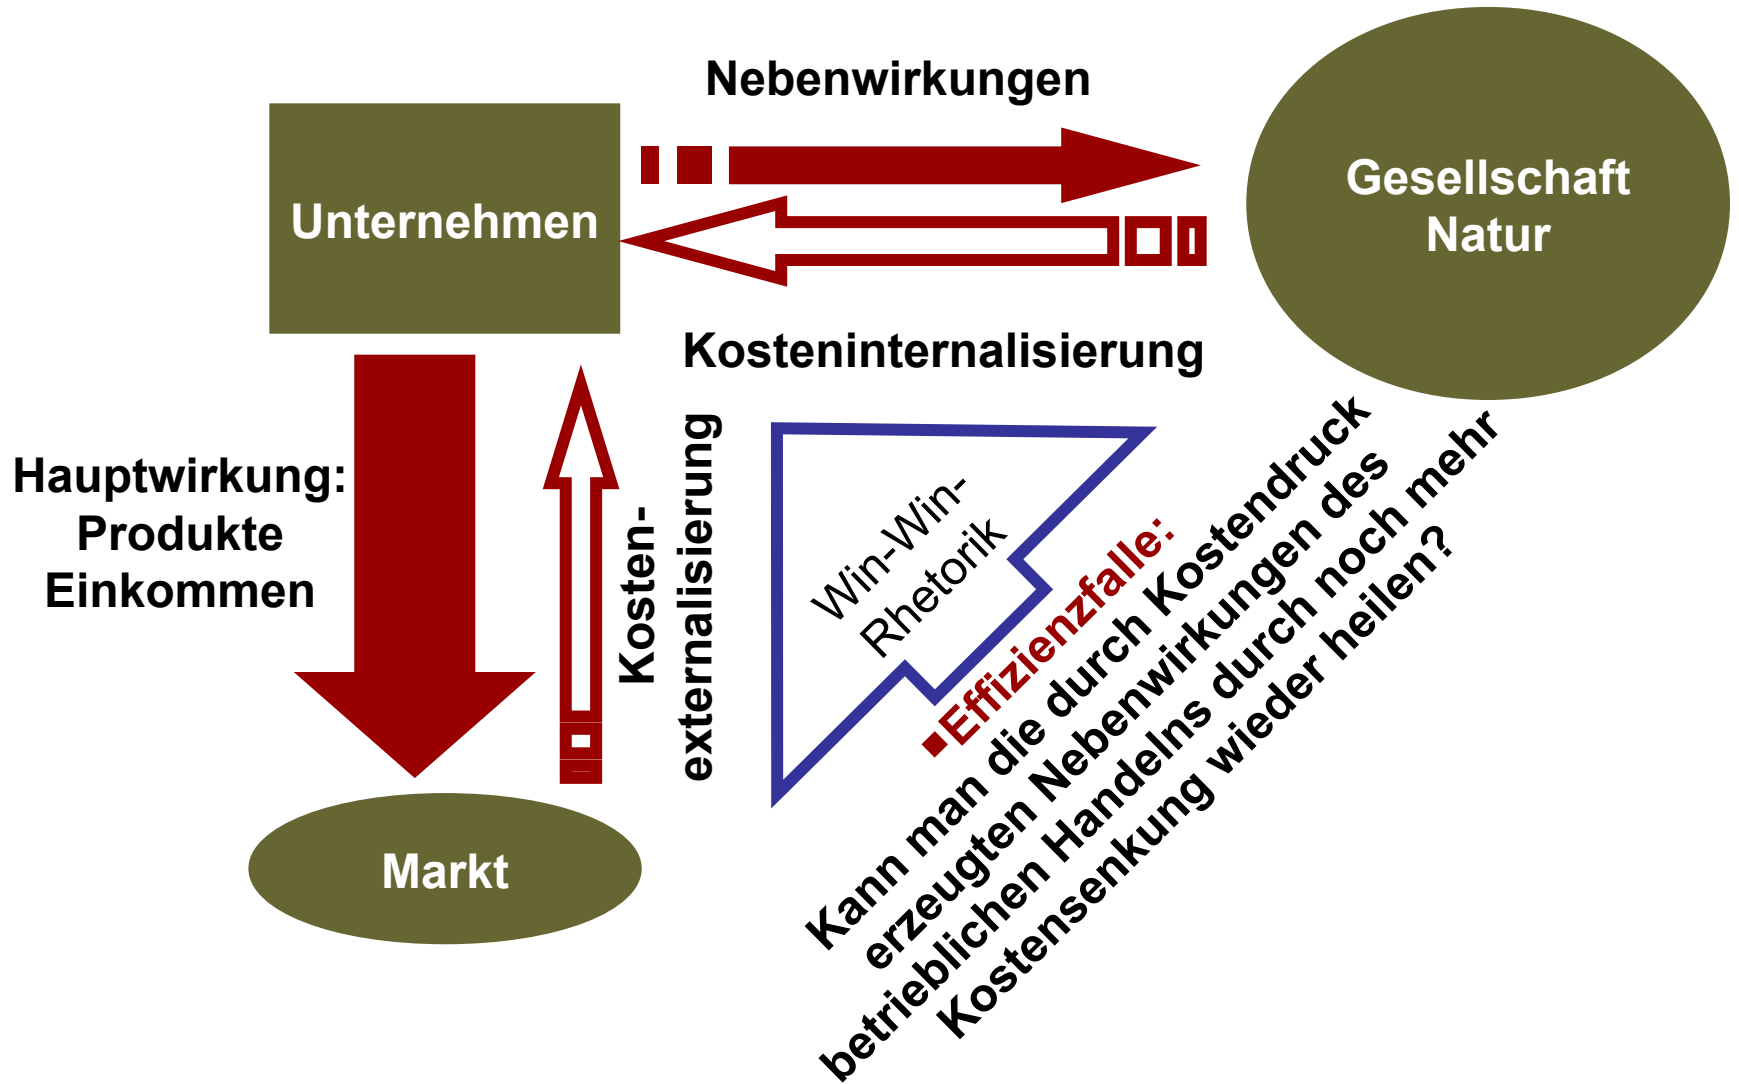 Nebenwirkungen
Unternehmen
Gesellschaft
Natur
Kosteninternalisierung
Hauptwirkung:
Produkte
Einkommen
Kosten-
externalisierung
Win-Win-
Rhetorik
▪Effizienzfalle:
Kann man die durch Kostendruck
erzeugten Nebenwirkungen des
betrieblichen Handelns durch noch mehr
Kostensenkung wieder heilen?
Markt